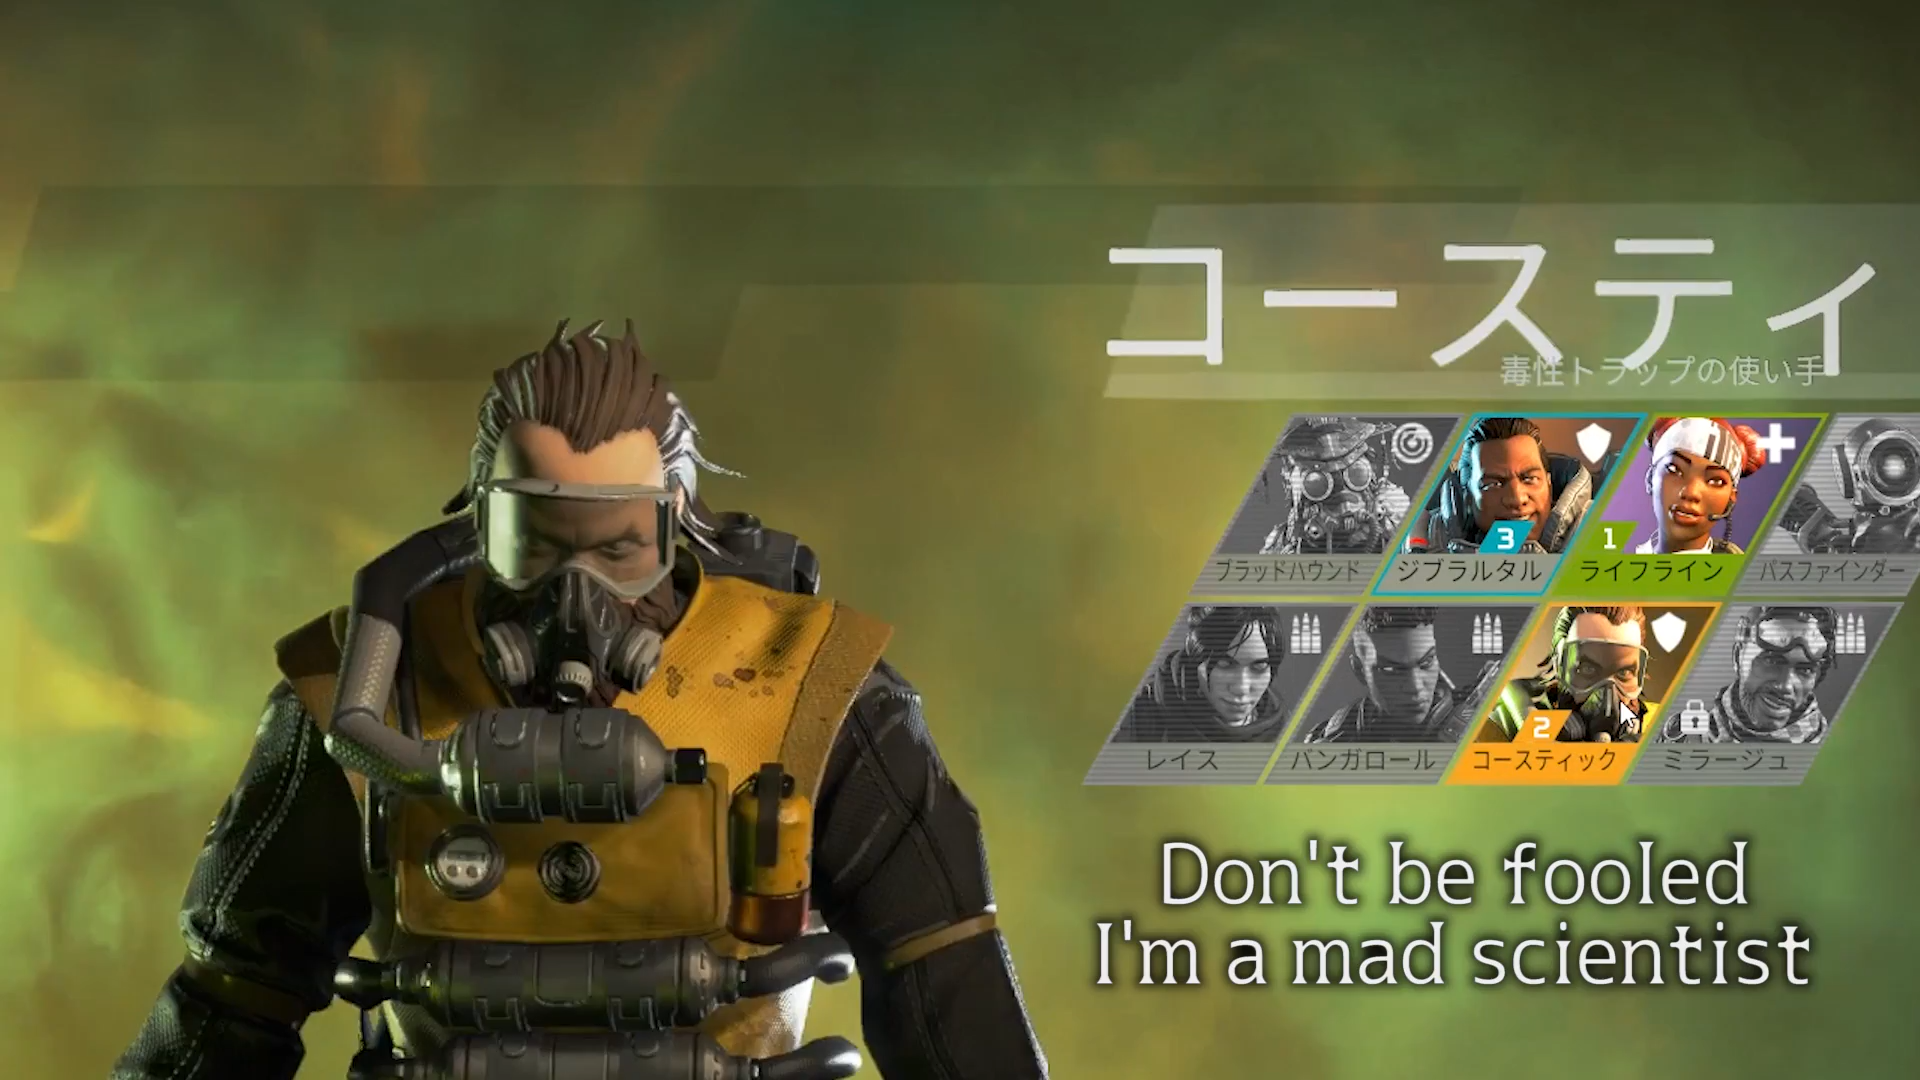 コースティ
毒性トラップの使い手
3
1
ブラッドハウンド
ジブラルタル
ライフライン
パスファインダー
2
レイス
バンガロール
コースティック
ミラージュ
Don't be fooled
I'm a mad scientist